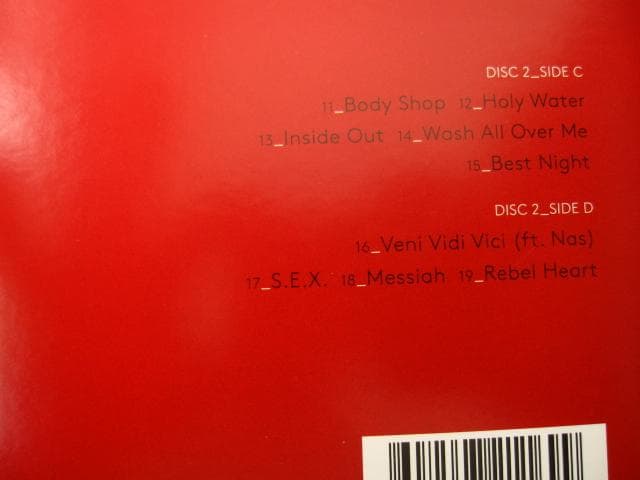 DISC 2_SIDE C
11_Body Shop 12_Holy Water
13_Inside Out 14_Wash All Over Me
15_Best Night
DISC 2_SIDE D
16_Veni Vidi Vici (ft. Nas)
17_S.E.X. 18_Messiah 19_Rebel Heart